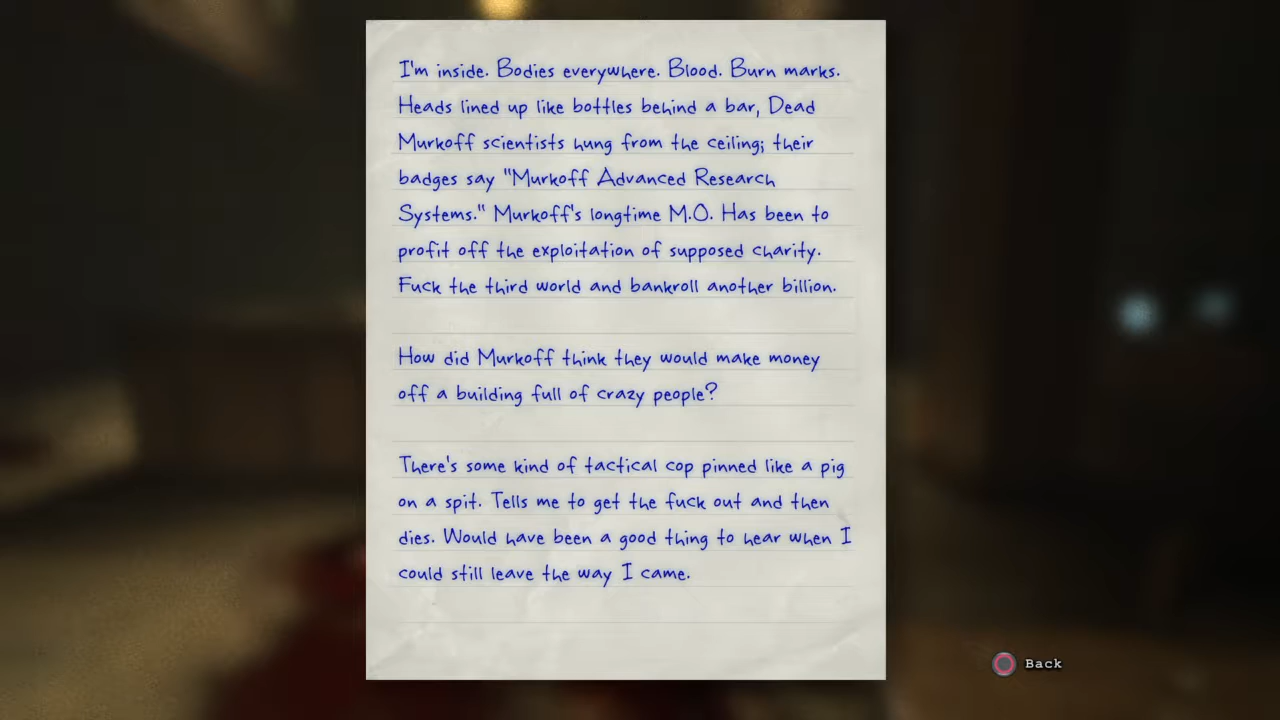 I'm inside. Bodies everywhere. Blood. Burn marks.
Heads lined up like bottles behind a bar, Dead
Murkoff scientists hung from the ceiling; their
badges say "Murkoff Advanced Research
Systems." Murkoff's longtime M.O. Has been to
profit off the exploitation of supposed charity.
Fuck the third world and bankroll another billion.
How did Murkoff think they would make money
off a building full of crazy people?
There's some kind of tactical cop pinned like a pig
on a spit. Tells me to get the fuck out and then
dies. Would have been a good thing to hear when I
could still leave the way I came.
Back